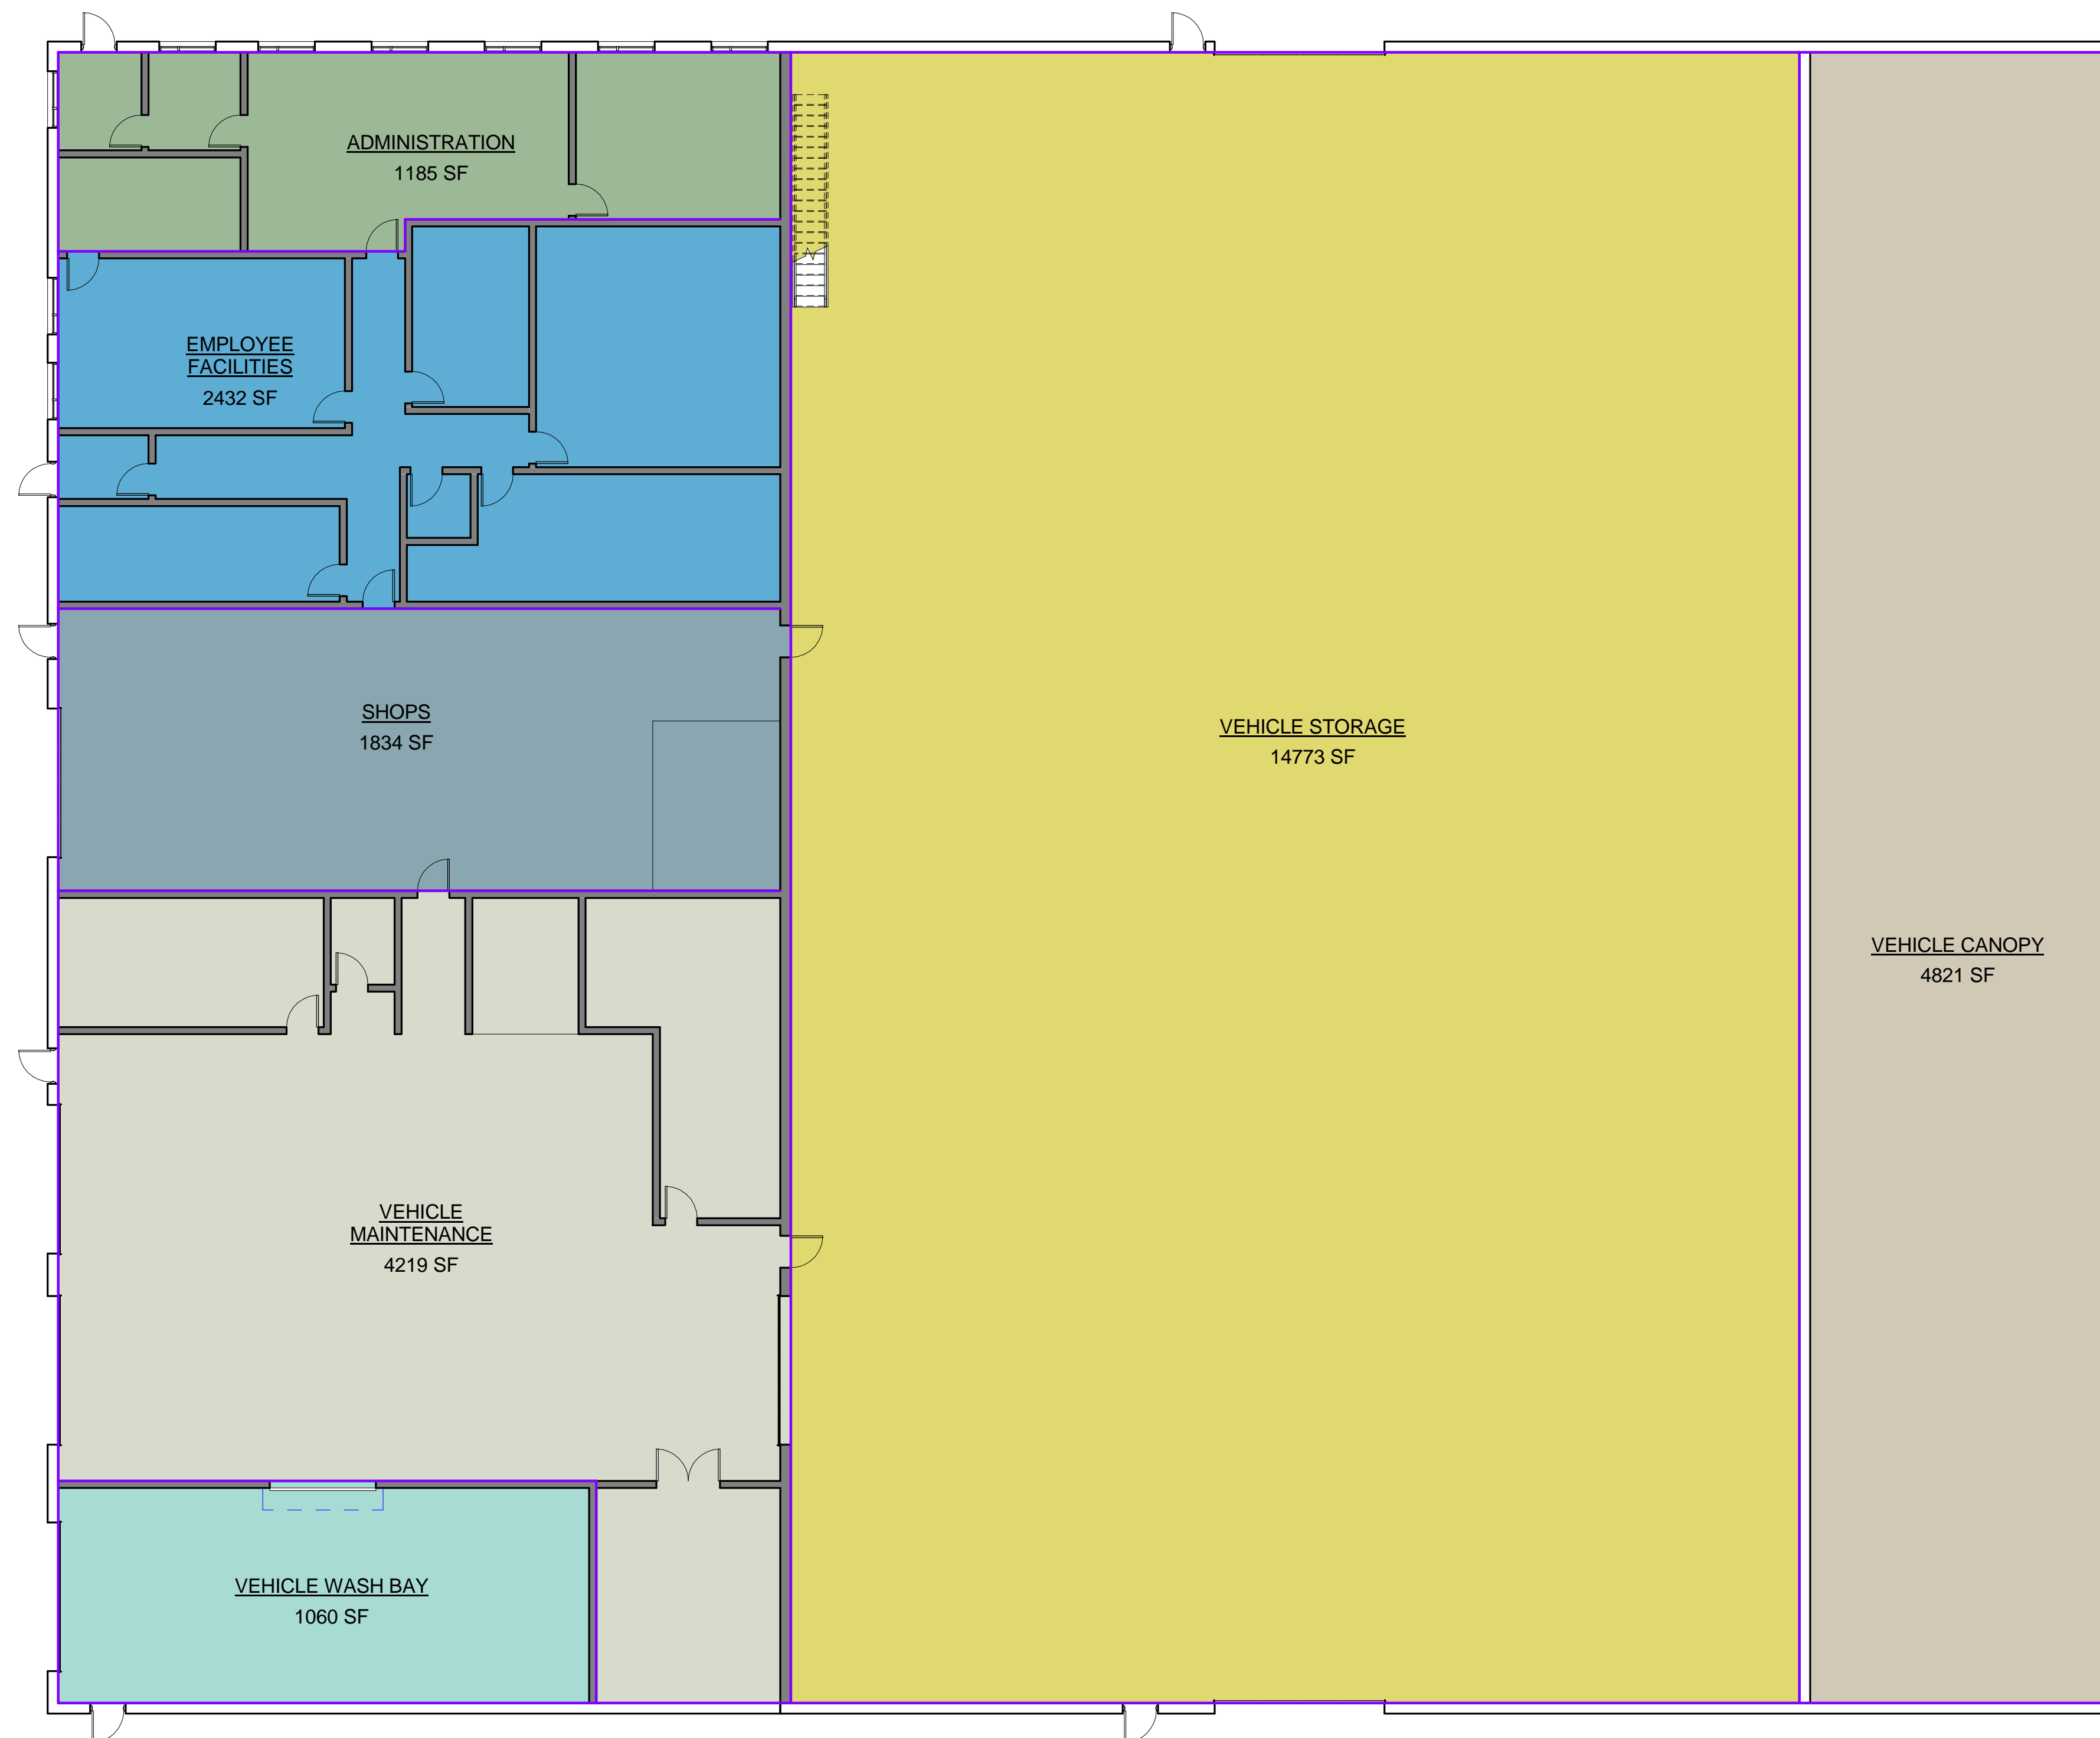 ADMINISTRATION
1185 SF
EMPLOYEE
FACILITIES
2432 SF
SHOPS
1834 SF
VEHICLE STORAGE
14773 SF
VEHICLE CANOPY
4821 SF
VEHICLE
MAINTENANCE
4219 SF
VEHICLE WASH BAY
1060 SF